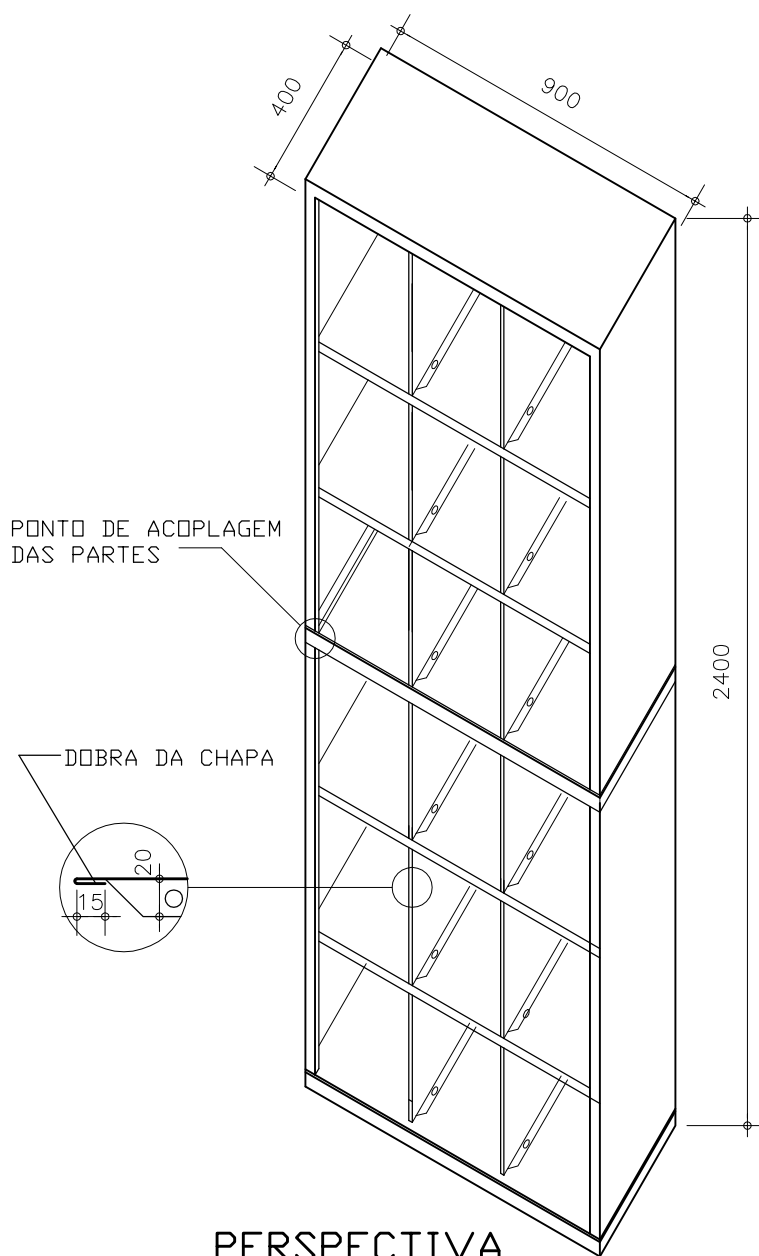 400
900
PONTO DE ACOPLAGEM
DAS PARTES
2400
DOBRA DA CHAPA
20
15
PERSPECTIVA